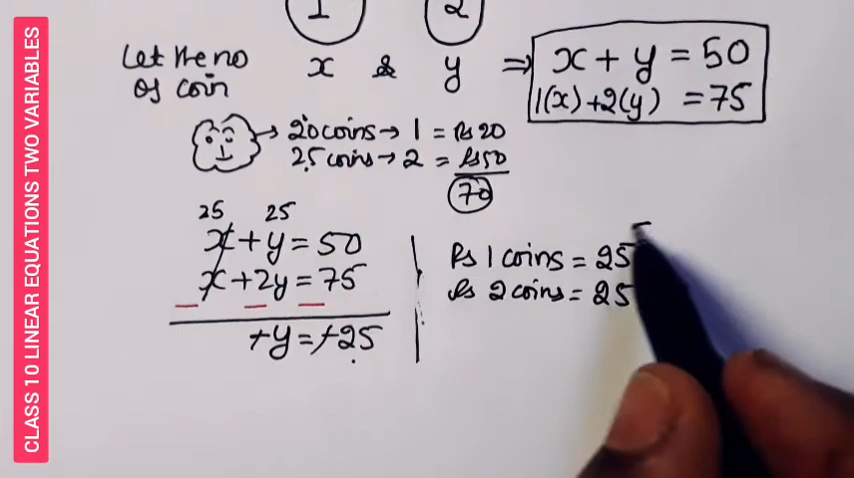 CLASS 10 LINEAR EQUATIONS TWO VARIABLES
1 2
Let the no of coin x & y ⇒ x + y = 50
1(x) + 2(y) = 75
→ 20 coins → 1 = Rs 20
25 coins → 2 = Rs 50
70
25 25
x + y = 50
x + 2y = 75
— — —
+y = +25
Rs 1 coins = 25
Rs 2 coins = 25